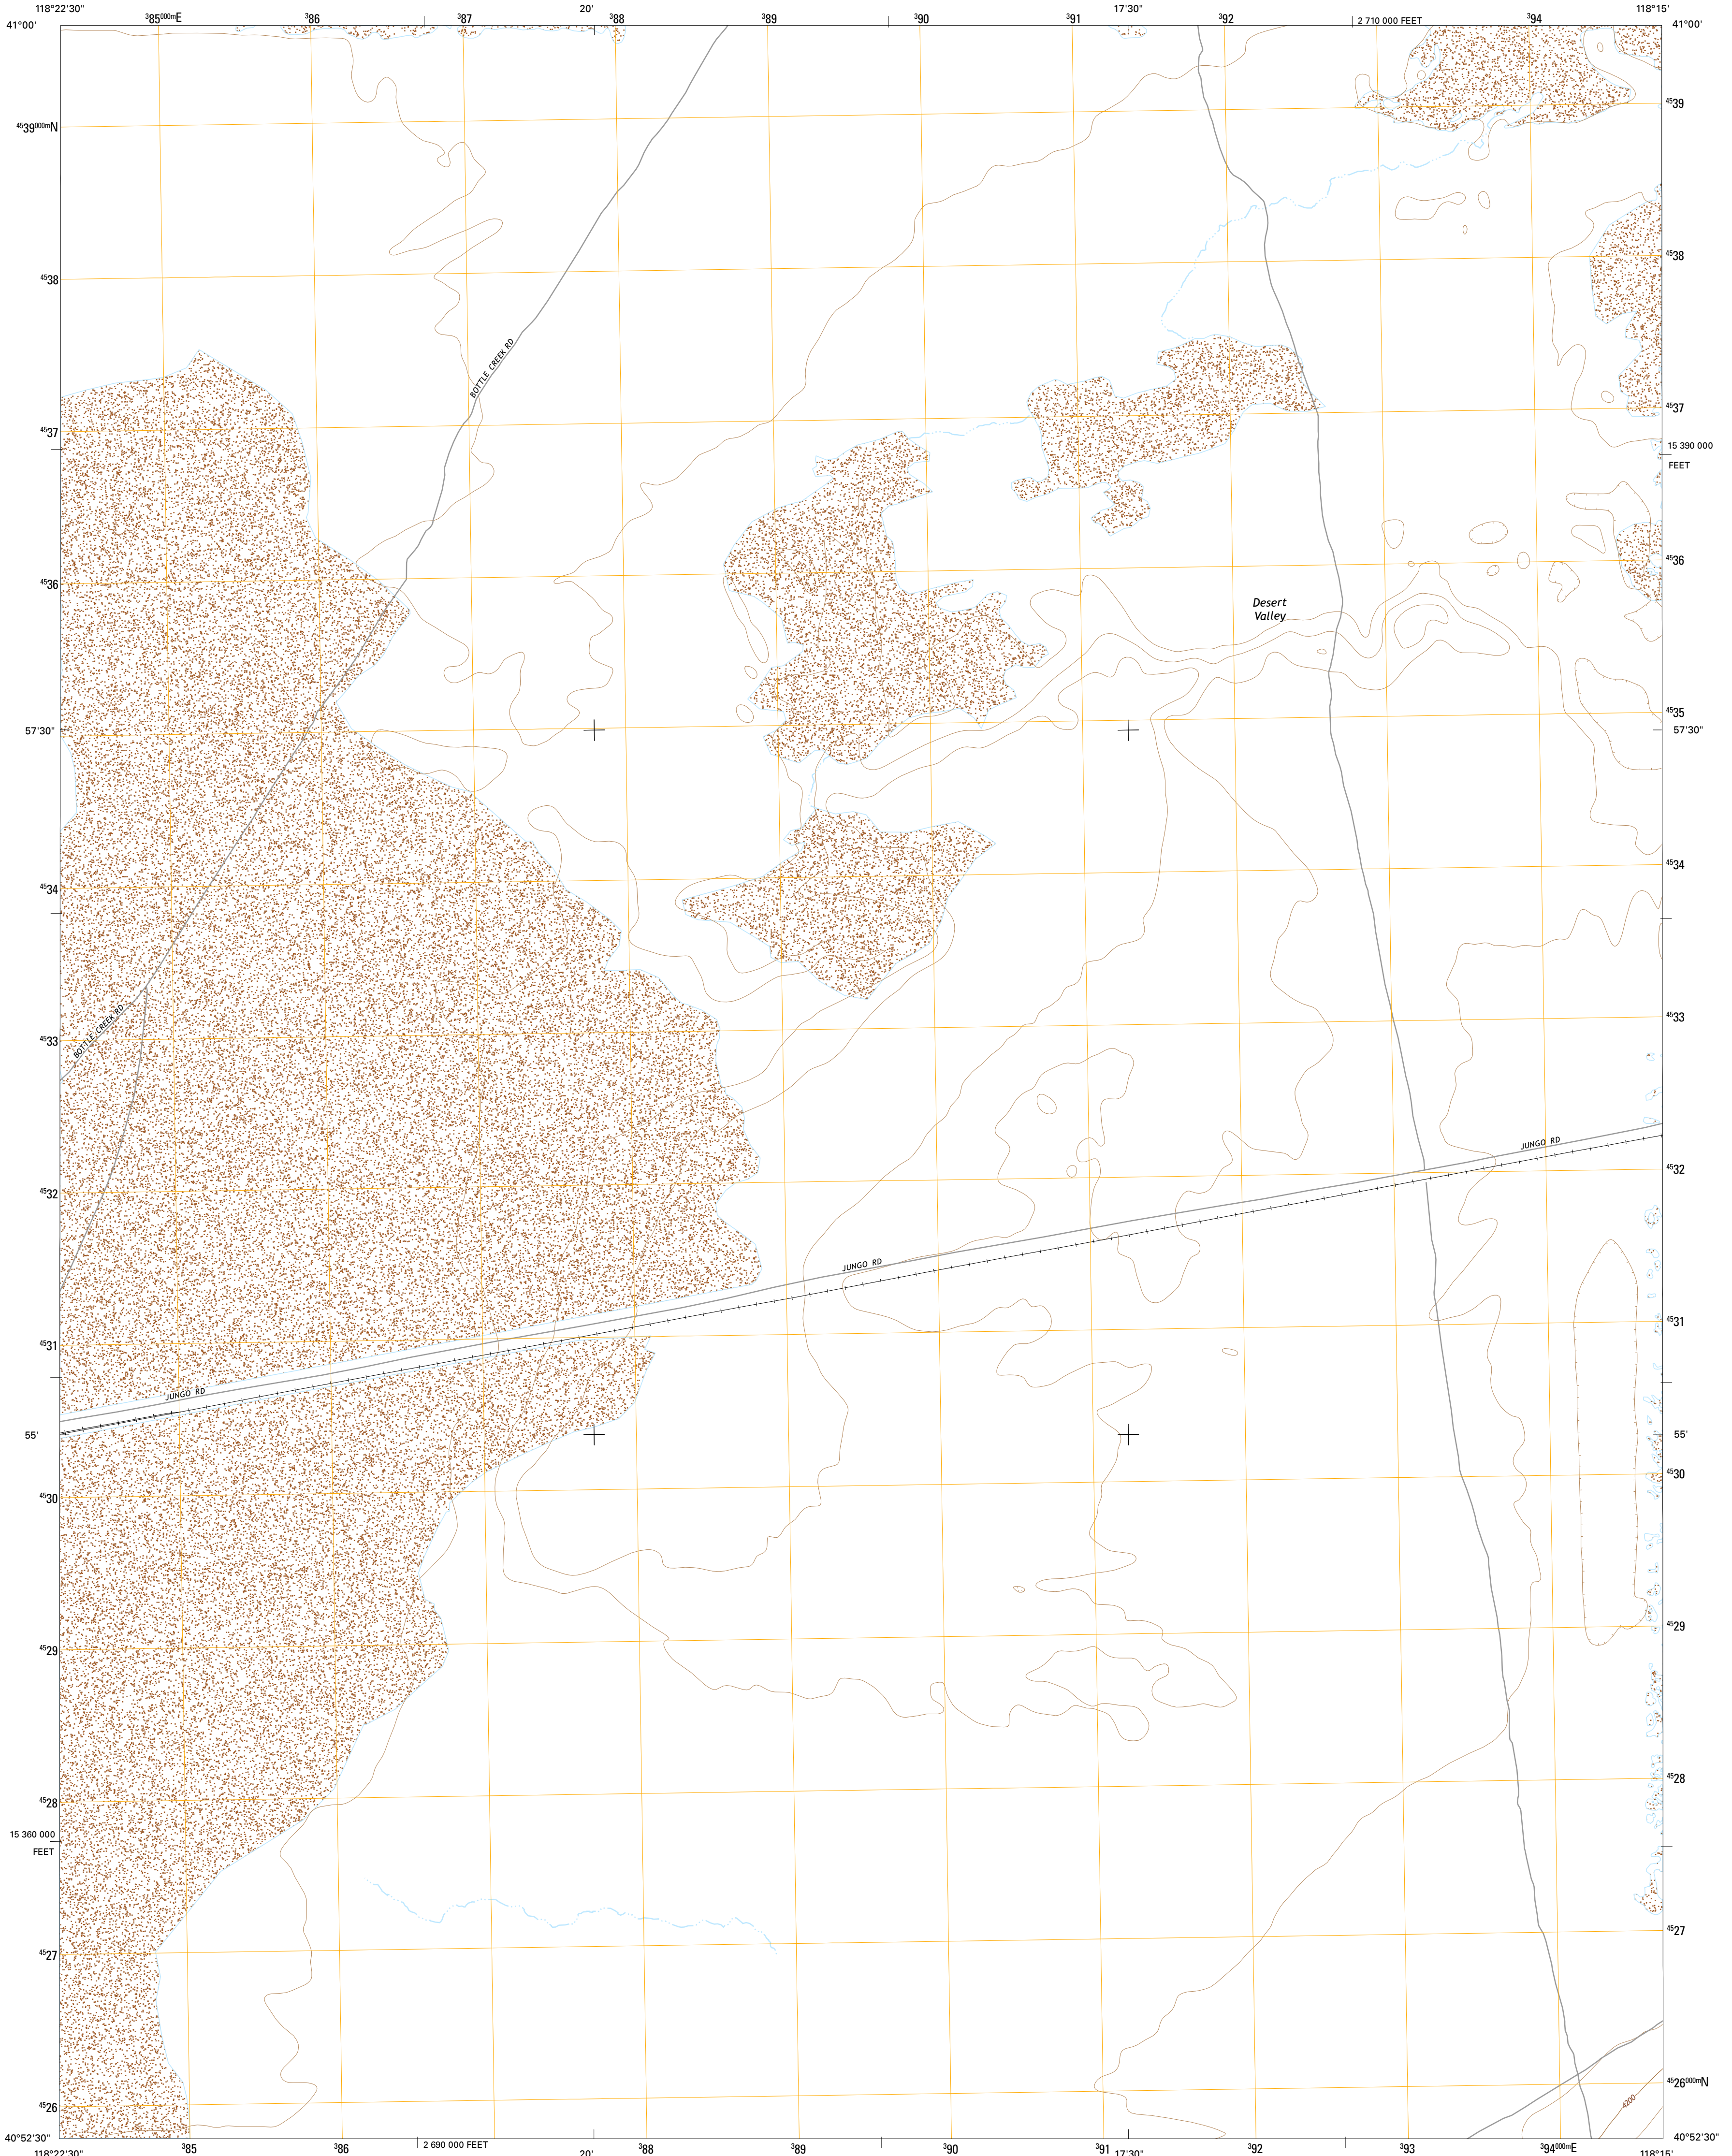 118°22'30" ³85⁰⁰⁰ᵐE ³86 ³87 20' ³88 ³89 ³90 ³91 17'30" ³92 2 710 000 FEET ³94 118°15'
41°00' 41°00'
⁴⁵39⁰⁰⁰ᵐN ⁴⁵39
⁴⁵38 ⁴⁵38
BOTTLE CREEK RD
⁴⁵37 ⁴⁵37
15 390 000
FEET
⁴⁵36 ⁴⁵36
Desert
Valley
⁴⁵35
57'30" 57'30"
⁴⁵34 ⁴⁵34
BOTTLE CREEK RD
⁴⁵33 ⁴⁵33
JUNGO RD
⁴⁵32 ⁴⁵32
JUNGO RD
⁴⁵31 ⁴⁵31
JUNGO RD
55' 55'
⁴⁵30 ⁴⁵30
⁴⁵29 ⁴⁵29
⁴⁵28 ⁴⁵28
15 360 000
FEET
⁴⁵27 ⁴⁵27
⁴⁵26 ⁴⁵26⁰⁰⁰ᵐN
4200
40°52'30" 40°52'30"
118°22'30" ³85 ³86 2 690 000 FEET 20' ³88 ³89 ³90 ³91 17'30" ³92 ³93 ³94⁰⁰⁰ᵐE 118°15'